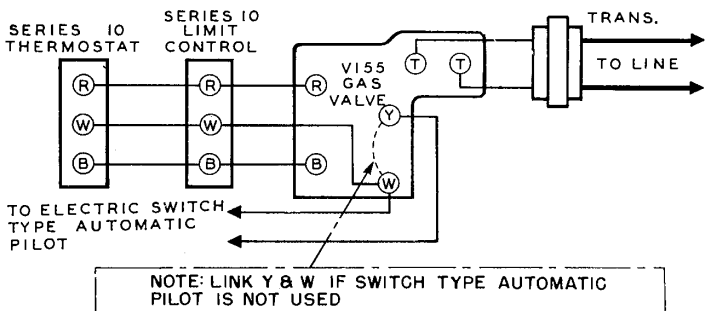 SERIES 10
THERMOSTAT
SERIES 10
LIMIT
CONTROL
TRANS.
TO LINE
V155
GAS
VALVE
T T
R R R
Y
W W
B B B
W
TO ELECTRIC SWITCH
TYPE AUTOMATIC
PILOT
NOTE: LINK Y & W IF SWITCH TYPE AUTOMATIC
PILOT IS NOT USED